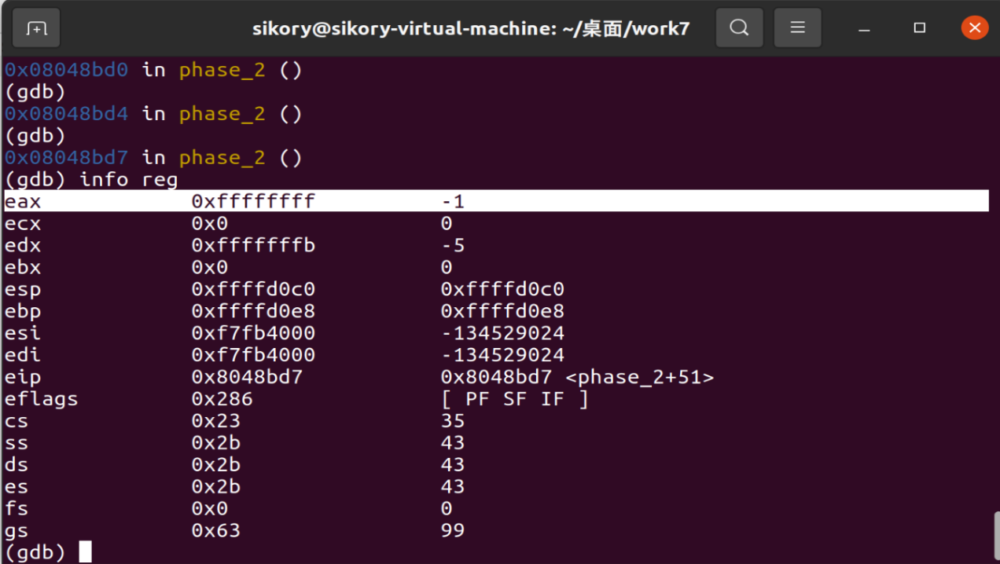 sikory@sikory-virtual-machine: ~/桌面/work7
0x08048bd0 in phase_2 ()
(gdb)
0x08048bd4 in phase_2 ()
(gdb)
0x08048bd7 in phase_2 ()
(gdb) info reg
eax 0xffffffff -1
ecx 0x0 0
edx 0xfffffffb -5
ebx 0x0 0
esp 0xffffd0c0 0xffffd0c0
ebp 0xffffd0e8 0xffffd0e8
esi 0xf7fb4000 -134529024
edi 0xf7fb4000 -134529024
eip 0x8048bd7 0x8048bd7 <phase_2+51>
eflags 0x286 [ PF SF IF ]
cs 0x23 35
ss 0x2b 43
ds 0x2b 43
es 0x2b 43
fs 0x0 0
gs 0x63 99
(gdb)